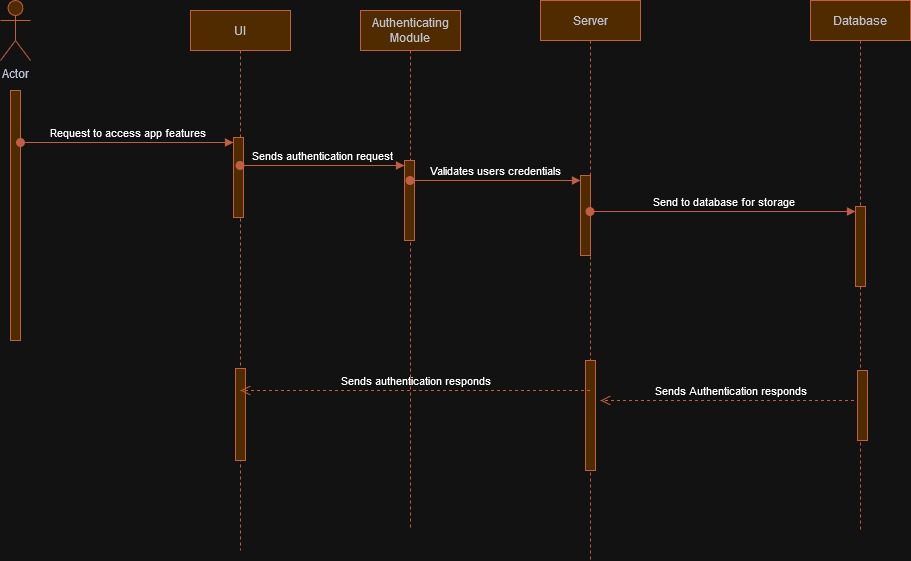 Actor
UI
Authenticating
Module
Server
Database
Request to access app features
Sends authentication request
Validates users credentials
Send to database for storage
Sends authentication responds
Sends Authentication responds